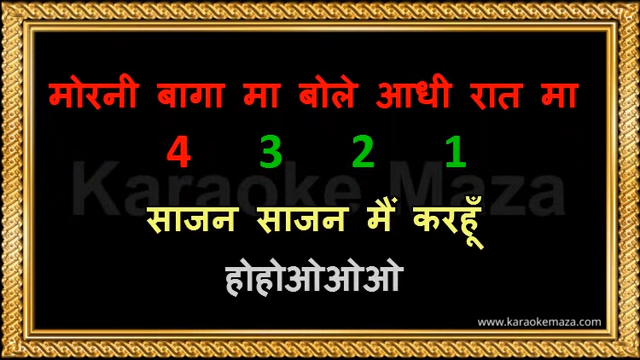 मोरनी बागा मा बोले आधी रात मा
4 3 2 1
Karaoke Maza
साजन साजन मैं करहूँ
होहोओओओ
www.karaokemaza.com